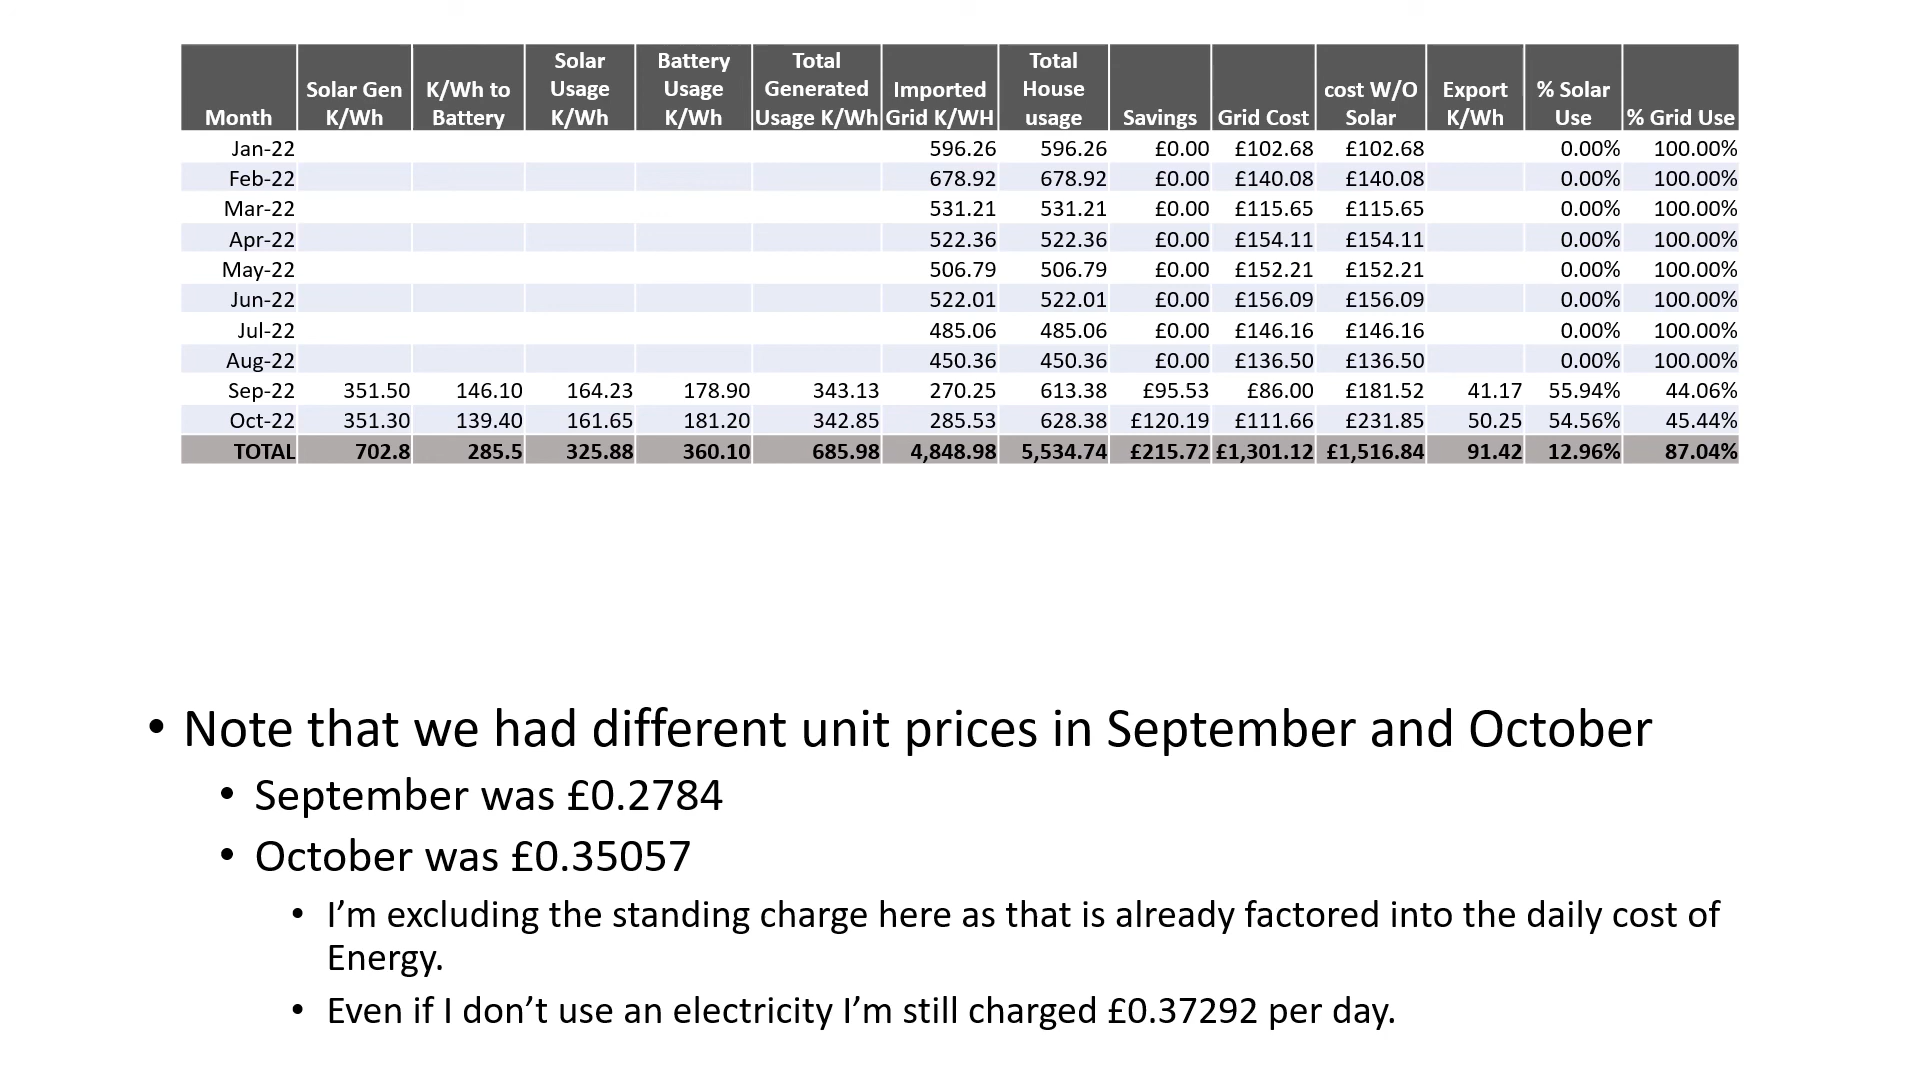 Month Solar Gen K/Wh K/Wh to Battery Solar Usage K/Wh Battery Usage K/Wh Total Generated Usage K/Wh Imported Grid K/WH Total House usage Savings Grid Cost cost W/O Solar Export K/Wh % Solar Use % Grid Use
Jan-22 596.26 596.26 £0.00 £102.68 £102.68 0.00% 100.00%
Feb-22 678.92 678.92 £0.00 £140.08 £140.08 0.00% 100.00%
Mar-22 531.21 531.21 £0.00 £115.65 £115.65 0.00% 100.00%
Apr-22 522.36 522.36 £0.00 £154.11 £154.11 0.00% 100.00%
May-22 506.79 506.79 £0.00 £152.21 £152.21 0.00% 100.00%
Jun-22 522.01 522.01 £0.00 £156.09 £156.09 0.00% 100.00%
Jul-22 485.06 485.06 £0.00 £146.16 £146.16 0.00% 100.00%
Aug-22 450.36 450.36 £0.00 £136.50 £136.50 0.00% 100.00%
Sep-22 351.50 146.10 164.23 178.90 343.13 270.25 613.38 £95.53 £86.00 £181.52 41.17 55.94% 44.06%
Oct-22 351.30 139.40 161.65 181.20 342.85 285.53 628.38 £120.19 £111.66 £231.85 50.25 54.56% 45.44%
TOTAL 702.8 285.5 325.88 360.10 685.98 4,848.98 5,534.74 £215.72 £1,301.12 £1,516.84 91.42 12.96% 87.04%
• Note that we had different unit prices in September and October
• September was £0.2784
• October was £0.35057
• I’m excluding the standing charge here as that is already factored into the daily cost of
Energy.
• Even if I don’t use an electricity I’m still charged £0.37292 per day.